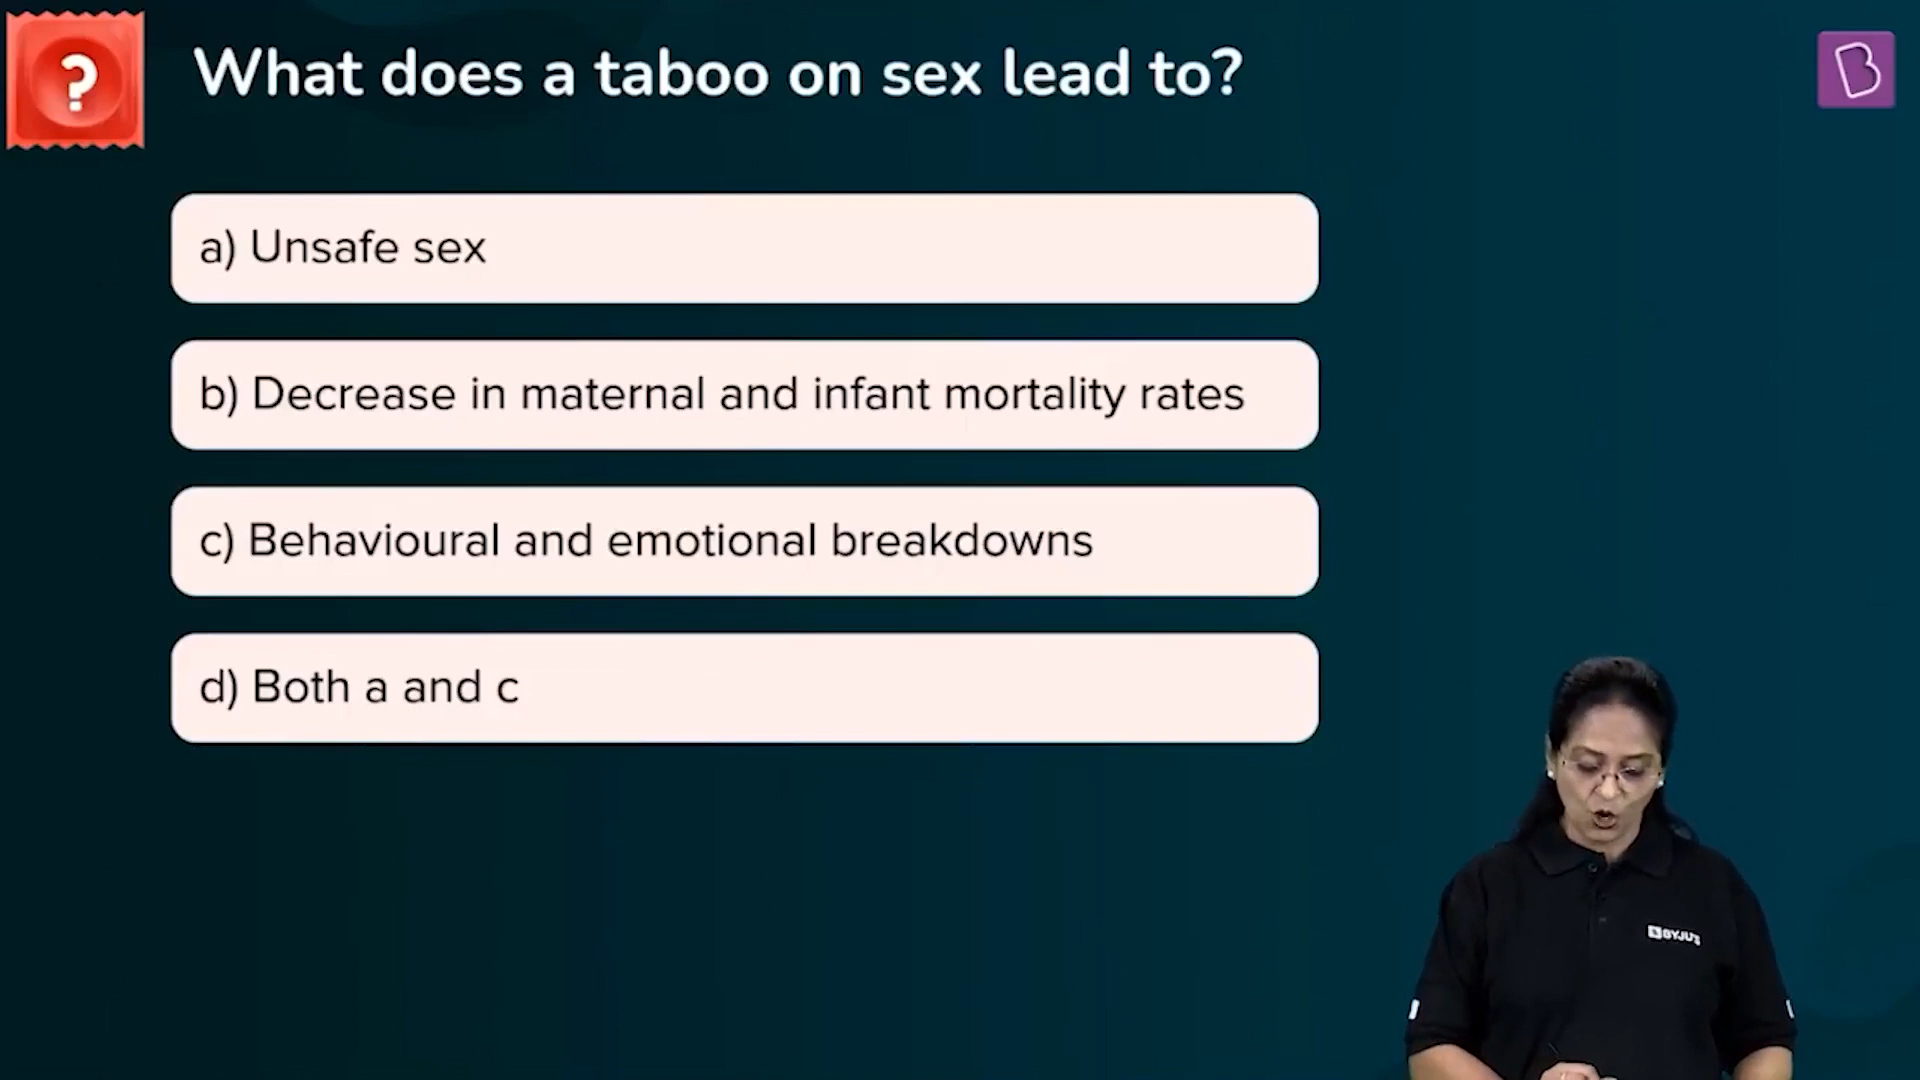 ?
What does a taboo on sex lead to?
B
a) Unsafe sex
b) Decrease in maternal and infant mortality rates
c) Behavioural and emotional breakdowns
d) Both a and c
BYJU'S